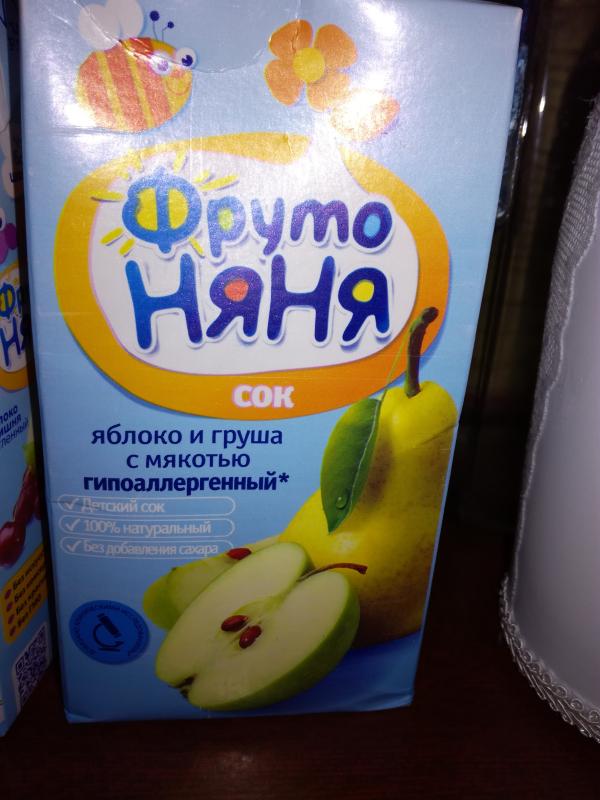 Фруто
НЯНЯ
сок
яблоко и груша
с мякотью
гипоаллергенный*
Детский сок
100% натуральный
Без добавления сахара